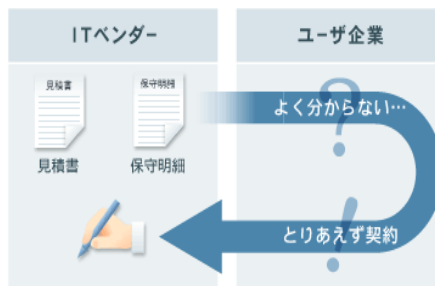 ITベンダー
ユーザ企業
見積書
保守明細
よく分からない…
?
見積書
保守明細
とりあえず契約
!